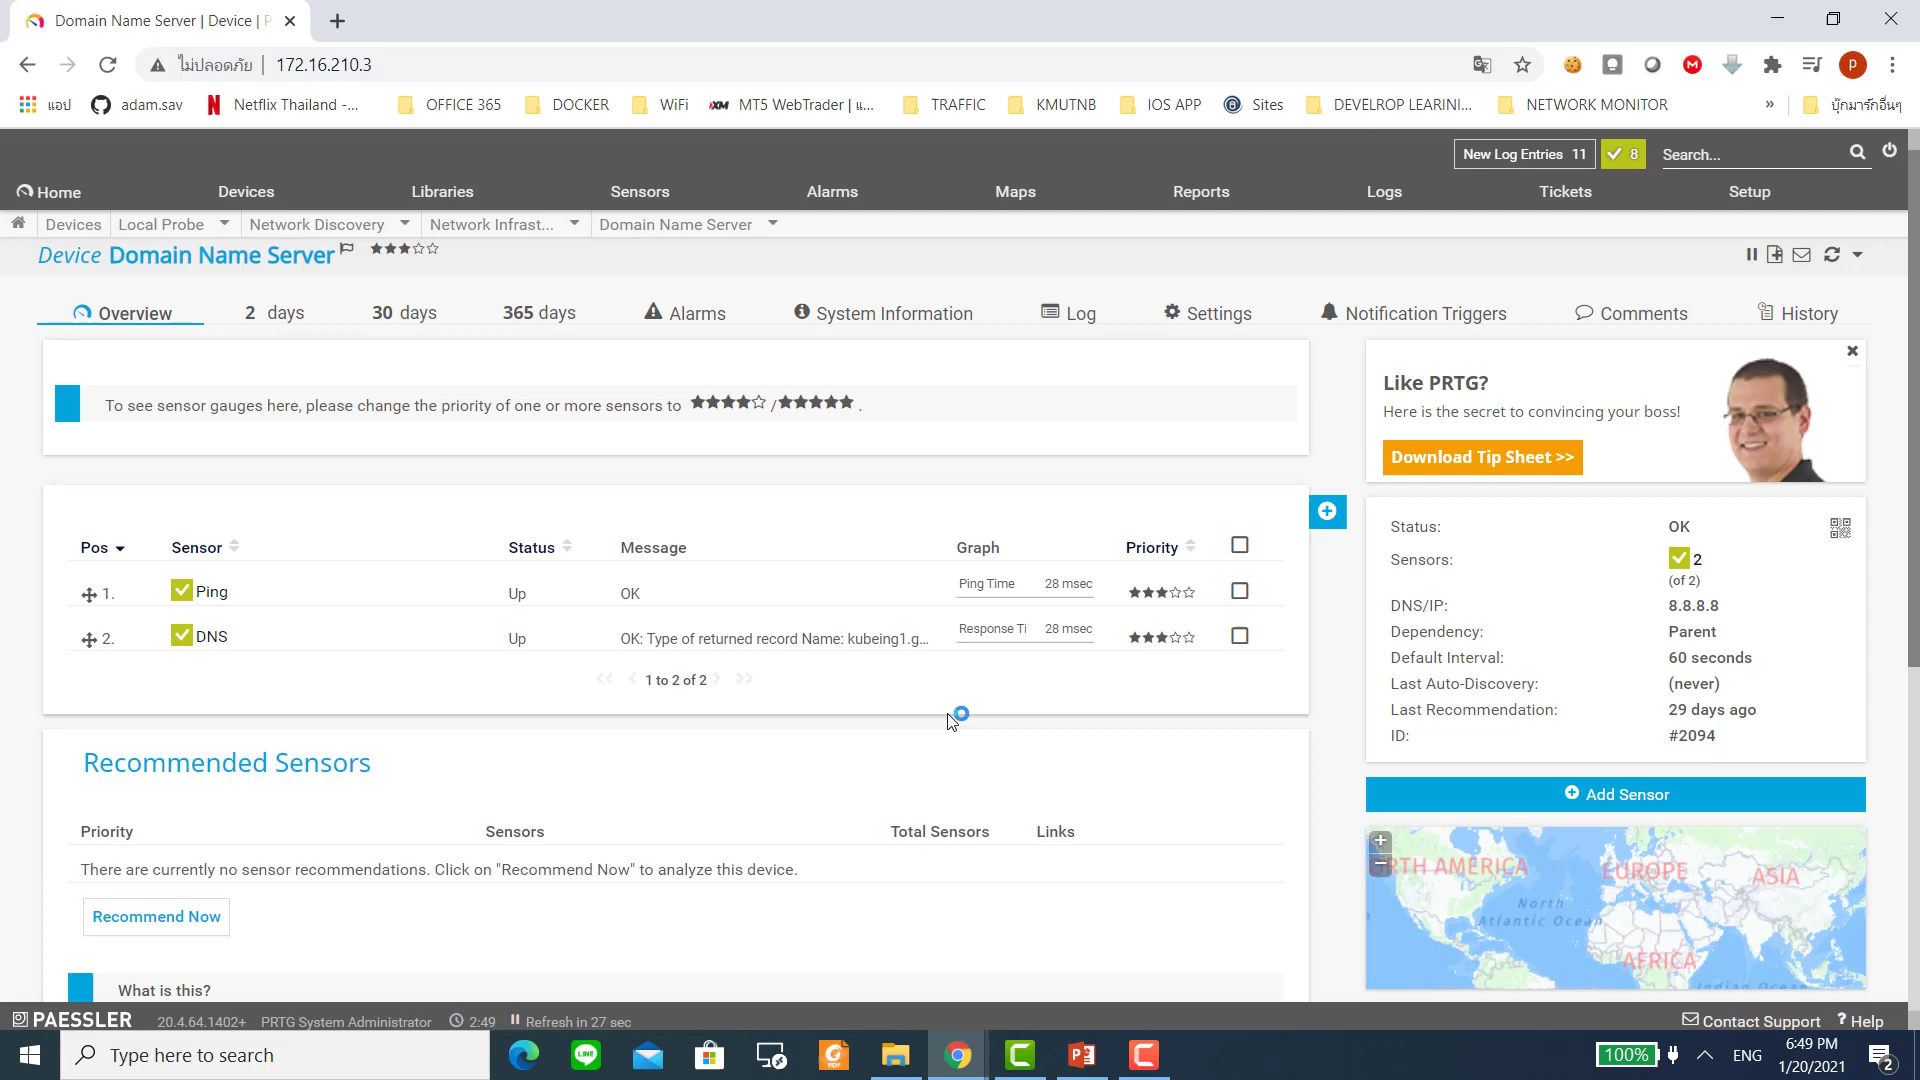 Domain Name Server | Device | P
ไม่ปลอดภัย
172.16.210.3
P
แอป
adam.sav
Netflix Thailand -...
OFFICE 365
DOCKER
WiFi
XM MT5 WebTrader | แ...
TRAFFIC
KMUTNB
IOS APP
Sites
DEVELROP LEARINI...
NETWORK MONITOR
»
บุ๊กมาร์กอื่นๆ
New Log Entries 11
8
Search...
Home
Devices
Libraries
Sensors
Alarms
Maps
Reports
Logs
Tickets
Setup
Devices
Local Probe
Network Discovery
Network Infrast...
Domain Name Server
Device Domain Name Server
Overview
2 days
30 days
365 days
Alarms
System Information
Log
Settings
Notification Triggers
Comments
History
To see sensor gauges here, please change the priority of one or more sensors to ★★★★☆ /★★★★★ .
Like PRTG?
Here is the secret to convincing your boss!
Download Tip Sheet >>
Pos
Sensor
Status
Message
Graph
Priority
1.
Ping
Up
OK
Ping Time 28 msec
★★★☆☆
2.
DNS
Up
OK: Type of returned record Name: kubeing1.g...
Response Ti 28 msec
★★★☆☆
1 to 2 of 2
Status: OK
Sensors: 2
(of 2)
DNS/IP: 8.8.8.8
Dependency: Parent
Default Interval: 60 seconds
Last Auto-Discovery: (never)
Last Recommendation: 29 days ago
ID: #2094
Add Sensor
Recommended Sensors
Priority
Sensors
Total Sensors
Links
There are currently no sensor recommendations. Click on "Recommend Now" to analyze this device.
Recommend Now
What is this?
+
−
RTH AMERICA
EUROPE
ASIA
North
Atlantic Ocean
AFRICA
Indian Ocean
PAESSLER
20.4.64.1402+
PRTG System Administrator
2:49
Refresh in 27 sec
Contact Support
? Help
Type here to search
LINE
PDF
100%
ENG
6:49 PM
1/20/2021
2